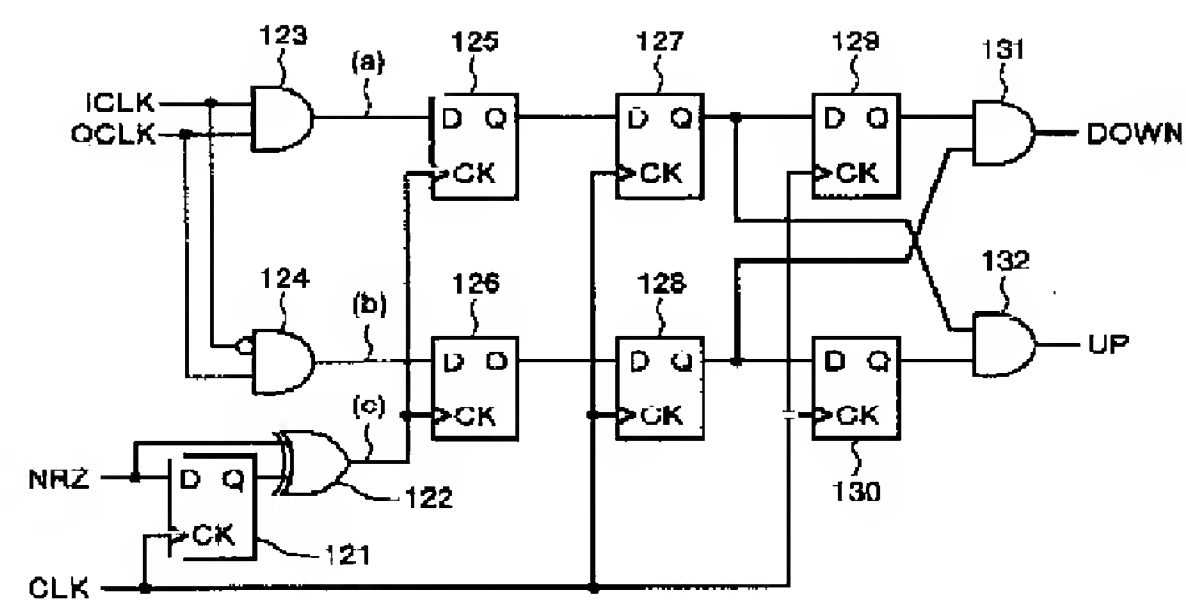 123
125
127
129
131
(a)
ICLK
QCLK
D Q
D Q
D Q
DOWN
CK
CK
CK
124
126
128
132
(b)
D Q
D Q
D Q
UP
(c)
CK
CK
CK
NRZ
D Q
122
130
CK
121
CLK